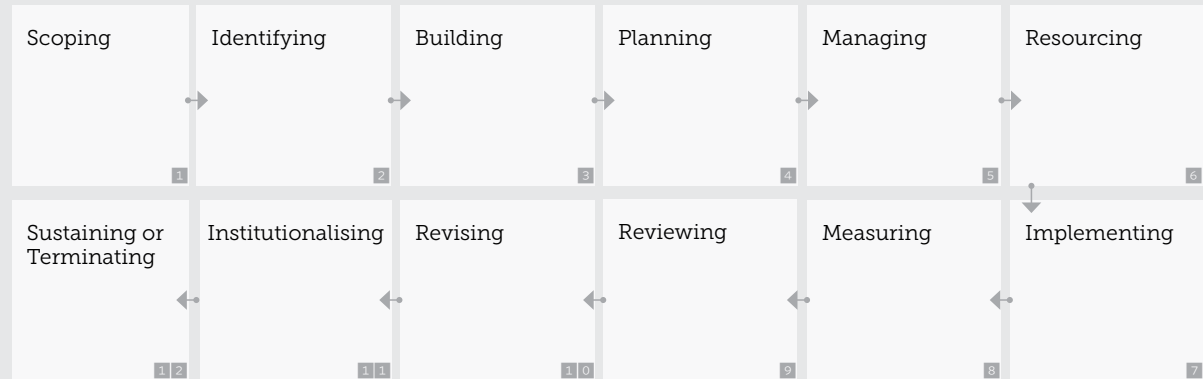 Scoping
1
Identifying
2
Building
3
Planning
4
Managing
5
Resourcing
6
Implementing
7
Measuring
8
Reviewing
9
Revising
10
Institutionalising
11
Sustaining or
Terminating
12